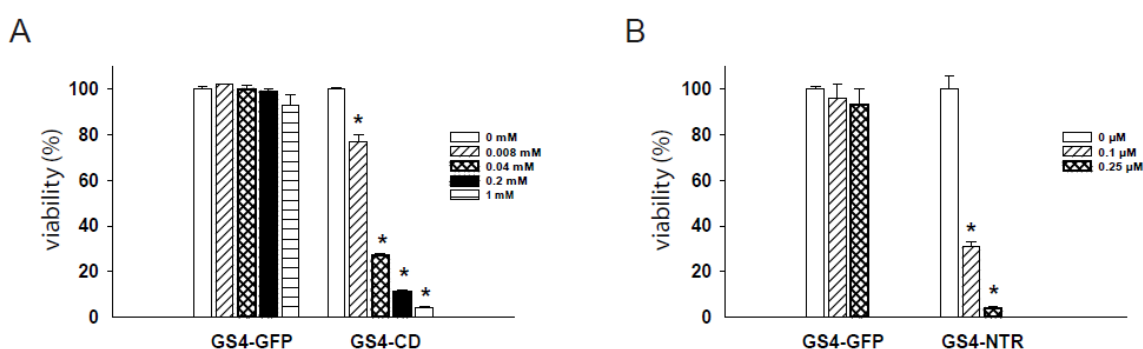 A
viability (%)
100
80
60
40
20
0
*
*
*
*
GS4-GFP
GS4-CD
0 mM
0.008 mM
0.04 mM
0.2 mM
1 mM
B
viability (%)
100
80
60
40
20
0
*
*
GS4-GFP
GS4-NTR
0 µM
0.1 µM
0.25 µM